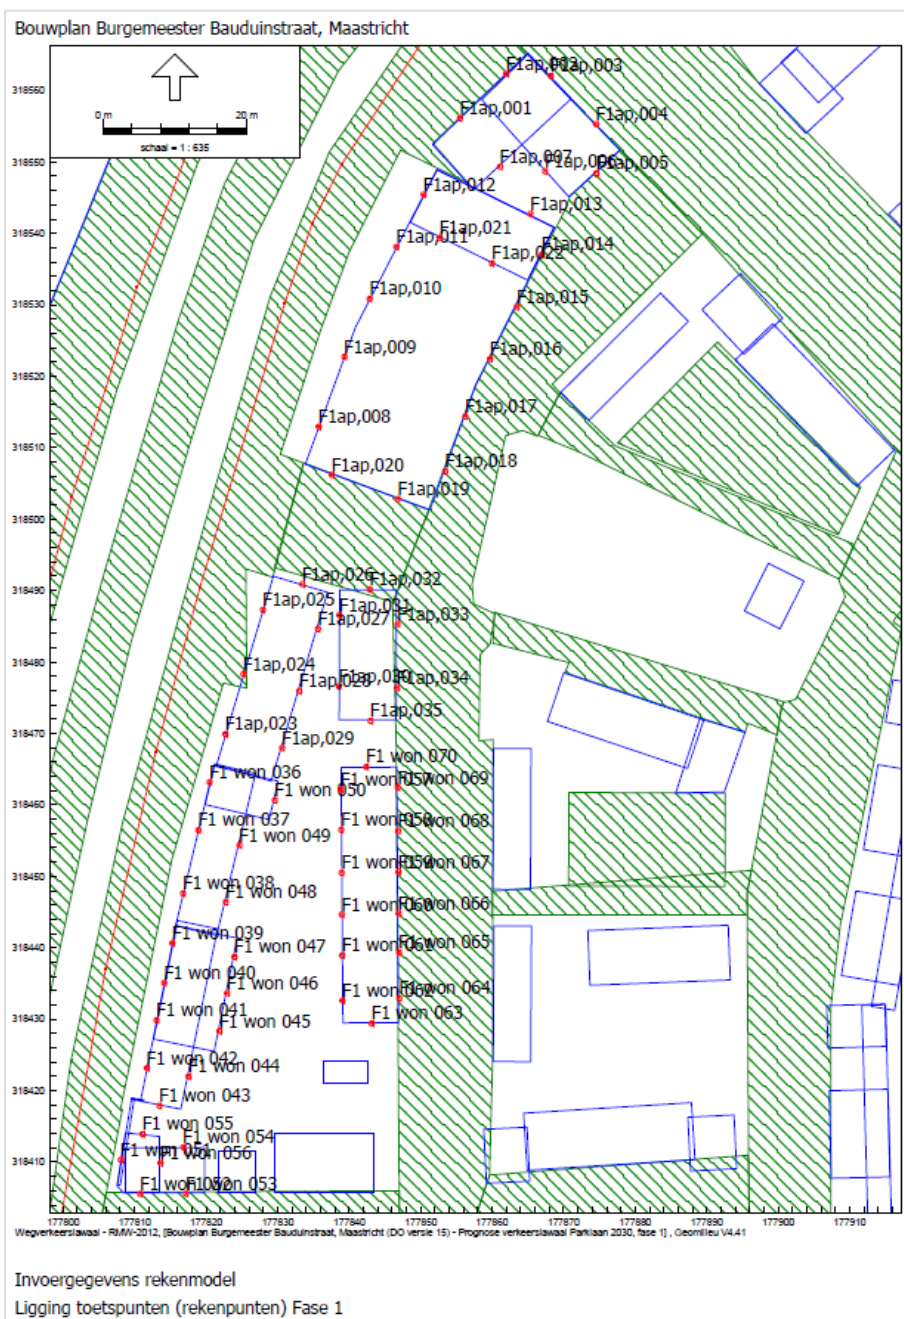 Bouwplan Burgemeester Bauduinstraat, Maastricht
0 m 20 m
schaal = 1 : 635
318560
318550
318540
318530
318520
318510
318500
318490
318480
318470
318460
318450
318440
318430
318420
318410
F1ap,003
F1ap,001
F1ap,004
F1ap,007
F1ap,005
F1ap,012
F1ap,013
F1ap,021
F1ap,011
F1ap,014
F1ap,022
F1ap,010
F1ap,015
F1ap,009
F1ap,016
F1ap,008
F1ap,017
F1ap,018
F1ap,020
F1ap,019
F1ap,026
F1ap,032
F1ap,025
F1ap,031
F1ap,027
F1ap,033
F1ap,024
F1ap,028
F1ap,030
F1ap,034
F1ap,023
F1ap,035
F1ap,029
F1 won 070
F1 won 036
F1 won 069
F1 won 050
F1 won 037
F1 won 068
F1 won 049
F1 won 067
F1 won 038
F1 won 048
F1 won 066
F1 won 039
F1 won 047
F1 won 065
F1 won 040
F1 won 046
F1 won 064
F1 won 041
F1 won 045
F1 won 063
F1 won 042
F1 won 044
F1 won 043
F1 won 055
F1 won 054
F1 won 056
F1 won 053
177800 177810 177820 177830 177840 177850 177860 177870 177880 177890 177900 177910
Wegverkeerslawaai - RMW-2012, [Bouwplan Burgemeester Bauduinstraat, Maastricht (DO versie 15) - Prognose verkeerslawaai Parklaan 2030, fase 1] , Geomilieu V4.41
Invoergegevens rekenmodel
Ligging toetspunten (rekenpunten) Fase 1